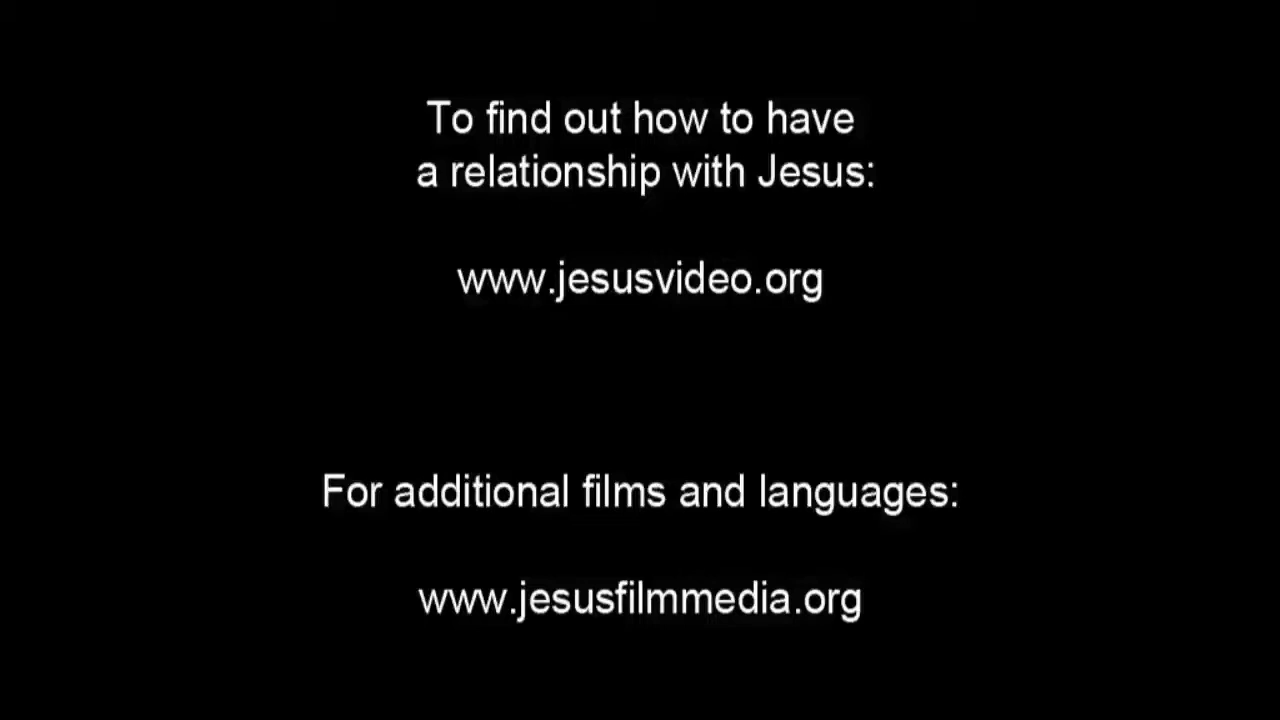 To find out how to have
a relationship with Jesus:
www.jesusvideo.org
For additional films and languages:
www.jesusfilmmedia.org